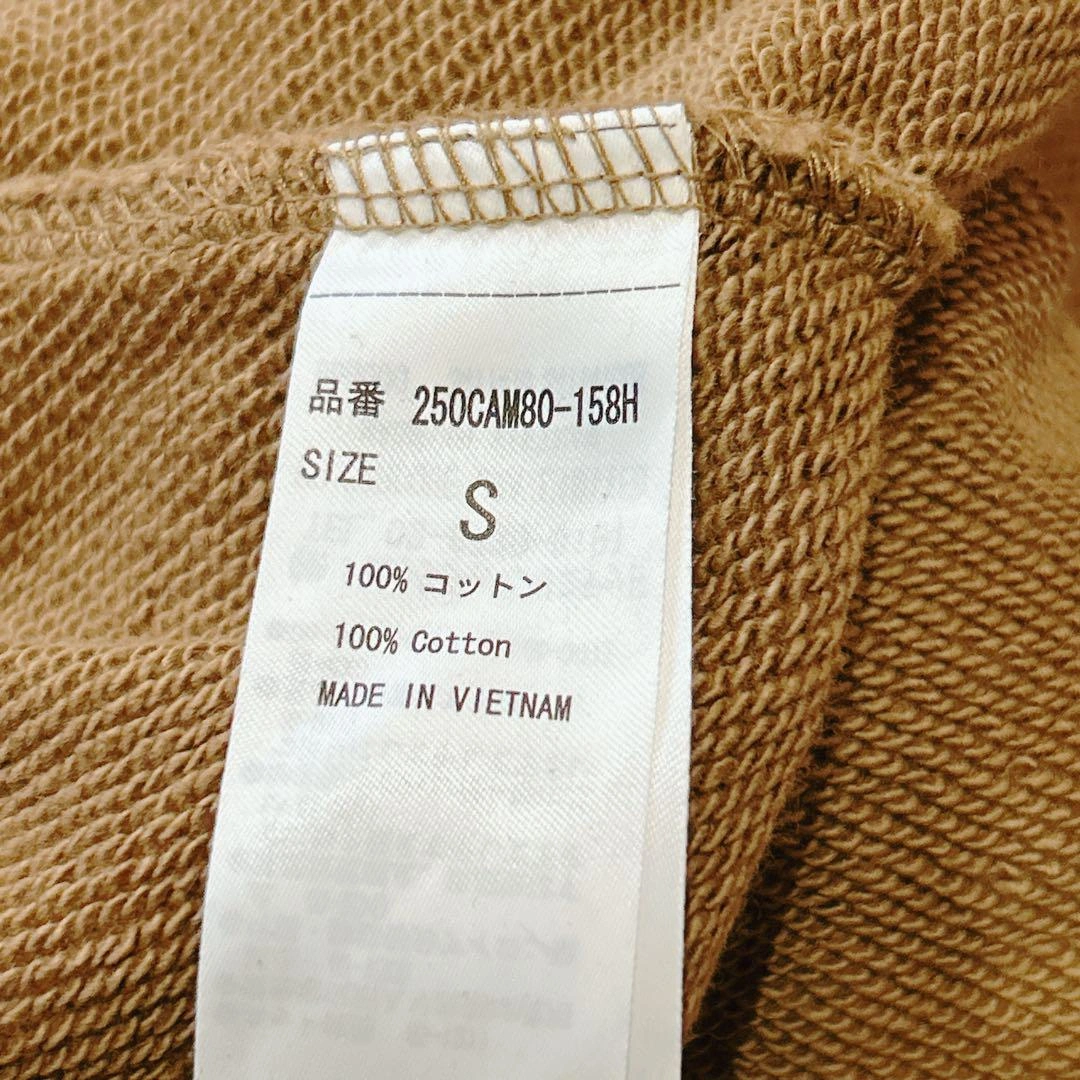 品番 250CAM80-158H
SIZE
S
100% コットン
100% Cotton
MADE IN VIETNAM